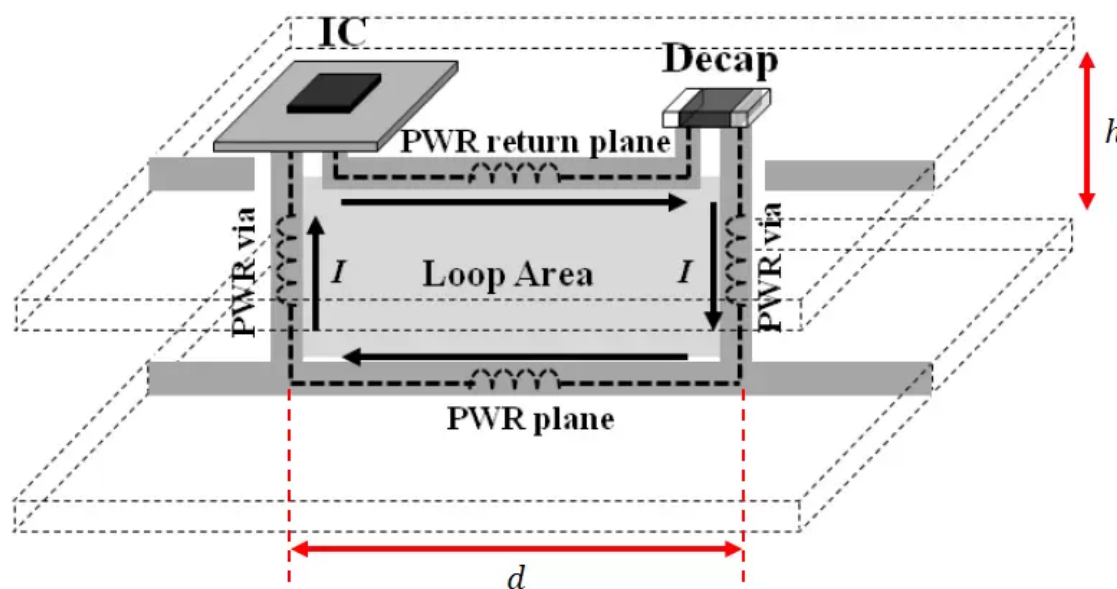 IC
Decap
PWR return plane
h
PWR via
I
Loop Area
I
PWR via
PWR plane
d